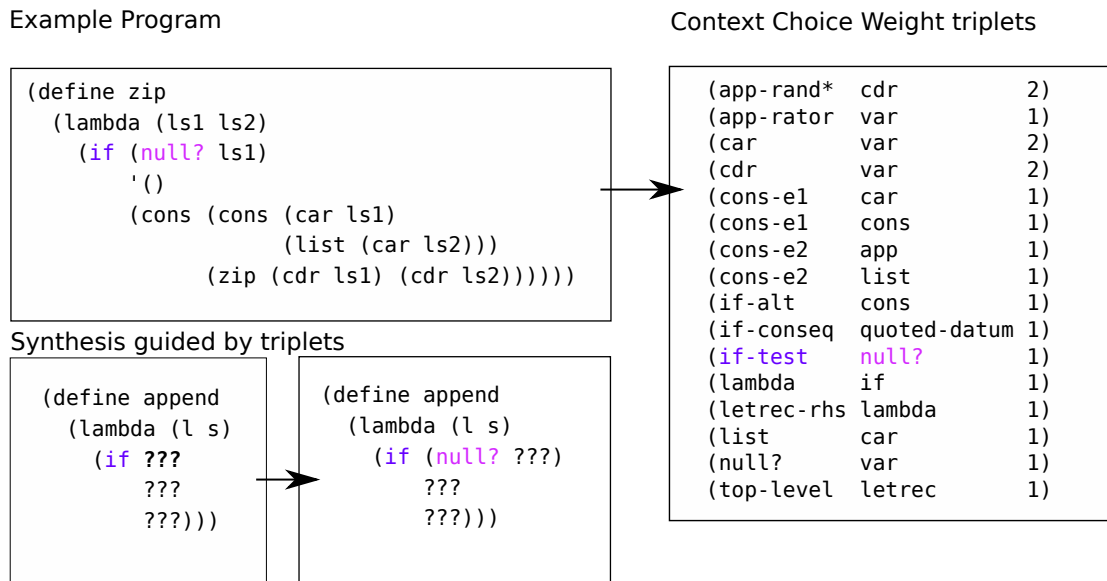 Example Program
(define zip
(lambda (ls1 ls2)
(if (null? ls1)
'()
(cons (cons (car ls1)
(list (car ls2)))
(zip (cdr ls1) (cdr ls2))))))
Synthesis guided by triplets
(define append
(lambda (l s)
(if ???
???
???)))
(define append
(lambda (l s)
(if (null? ???)
???
???)))
Context Choice Weight triplets
(app-rand* cdr 2)
(app-rator var 1)
(car var 2)
(cdr var 2)
(cons-e1 car 1)
(cons-e1 cons 1)
(cons-e2 app 1)
(cons-e2 list 1)
(if-alt cons 1)
(if-conseq quoted-datum 1)
(if-test null? 1)
(lambda if 1)
(letrec-rhs lambda 1)
(list car 1)
(null? var 1)
(top-level letrec 1)